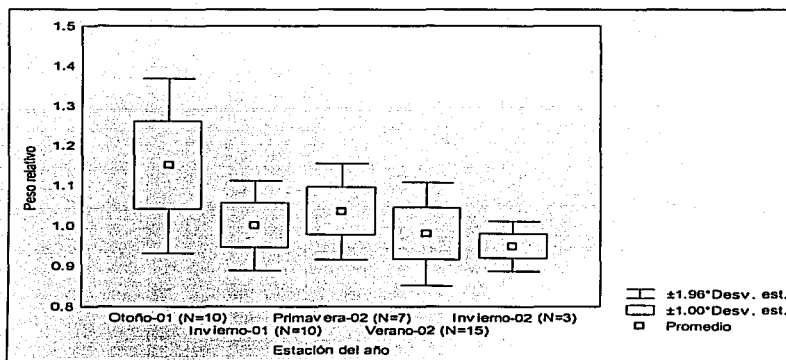 1.5
1.4
1.3
1.2
1.1
1.0
0.9
0.8
Peso relativo
Otoño-01 (N=10) Primavera-02 (N=7) Invierno-02 (N=3)
Invierno-01 (N=10) Verano-02 (N=15)
Estación del año
±1.96*Desv. est.
±1.00*Desv. est.
Promedio